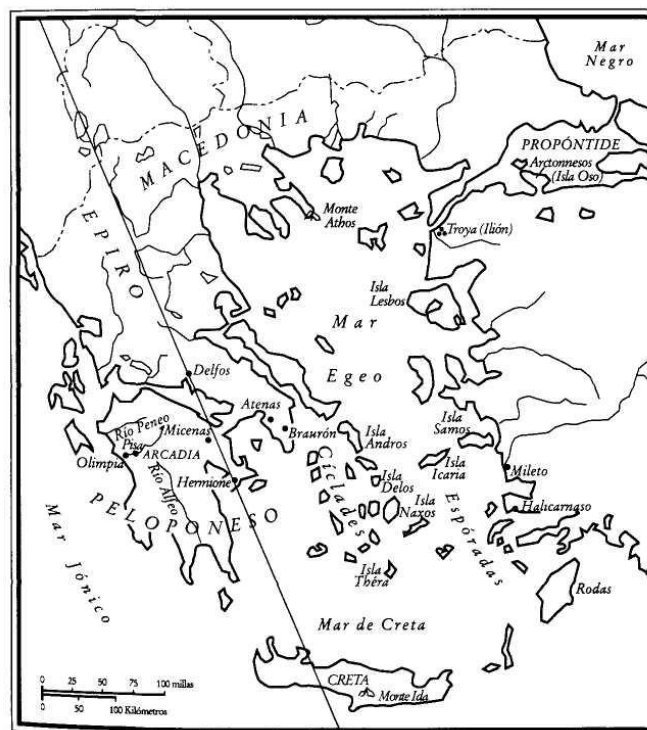 Mar
Negro
MACEDONIA
PROPÓNTIDE
Arctonnesos
(Isla Oso)
Monte
Athos
Troya (Ilión)
EPIRO
Isla
Lesbos
Mar
Egeo
Delfos
Atenas
Braurón
Isla
Andros
Isla
Samos
Río Peneo
Pisa
Micenas
ARCADIA
Olimpia
Río Alfeo
Hermione
Cícladas
Isla
Delos
Isla
Icaria
Mileto
Isla
Naxos
Halicarnaso
PELOPONESO
Espóradas
Isla
Théra
Rodas
Mar Jónico
Mar de Creta
CRETA
Monte Ida
0 50 100 millas
0 50 100 Kilómetros